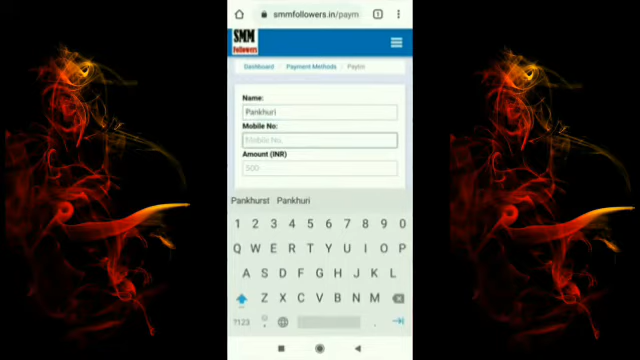 smmfollowers.in/paym
SMM
Followers
Dashboard Payment Methods Paytm
Name:
Pankhuri
Mobile No:
Mobile No.
Amount (INR)
500
Pankhurst Pankhuri
1 2 3 4 5 6 7 8 9 0
Q W E R T Y U I O P
A S D F G H J K L
Z X C V B N M
?123 , .